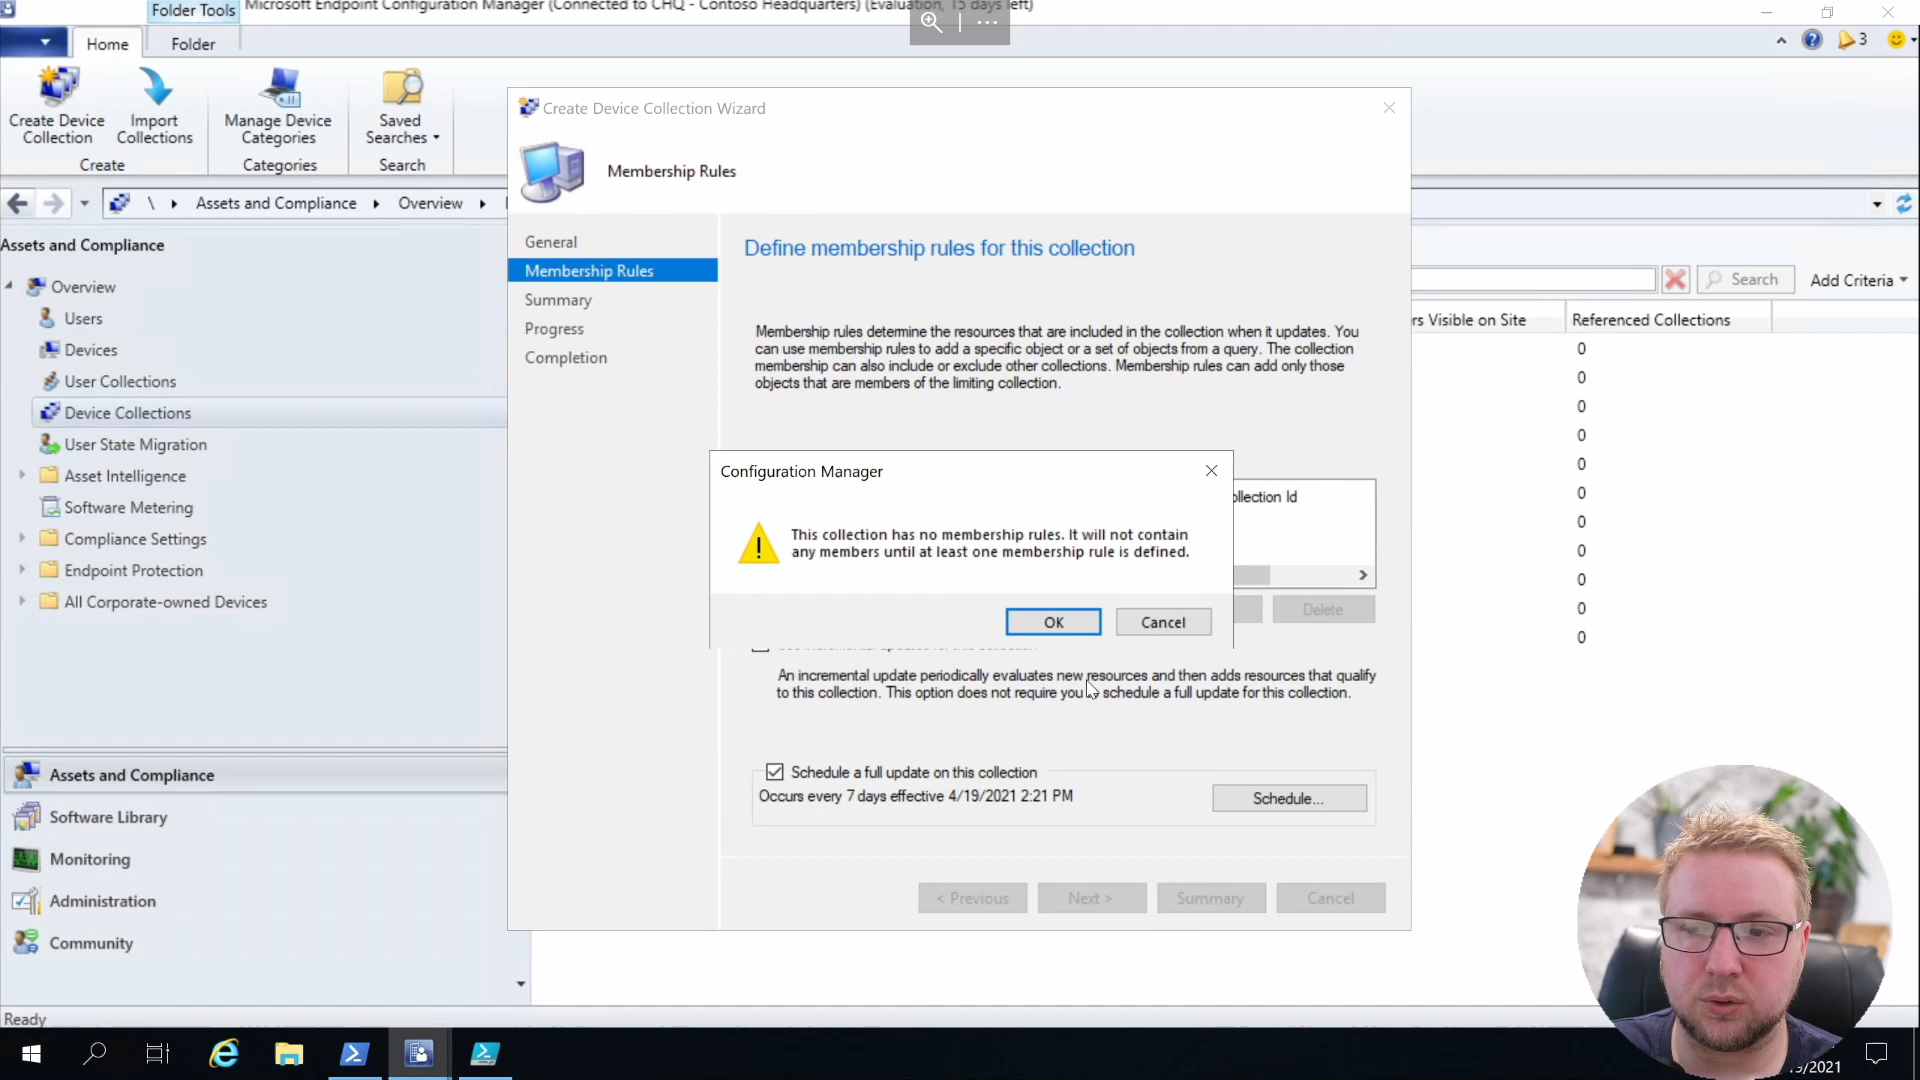 Folder Tools
Microsoft Endpoint Configuration Manager (Connected to CHQ - Contoso Headquarters) (Evaluation, 15 days left)
Home
Folder
3
Create Device
Collection
Import
Collections
Manage Device
Categories
Saved
Searches
Create
Categories
Search
\
Assets and Compliance
Overview
Assets and Compliance
Overview
Users
Devices
User Collections
Device Collections
User State Migration
Asset Intelligence
Software Metering
Compliance Settings
Endpoint Protection
All Corporate-owned Devices
Assets and Compliance
Software Library
Monitoring
Administration
Community
Ready
Create Device Collection Wizard
Membership Rules
General
Membership Rules
Summary
Progress
Completion
Define membership rules for this collection
Membership rules determine the resources that are included in the collection when it updates. You
can use membership rules to add a specific object or a set of objects from a query. The collection
membership can also include or exclude other collections. Membership rules can add only those
objects that are members of the limiting collection.
ollection Id
Delete
Configuration Manager
This collection has no membership rules. It will not contain
any members until at least one membership rule is defined.
OK
Cancel
An incremental update periodically evaluates new resources and then adds resources that qualify
to this collection. This option does not require you schedule a full update for this collection.
Schedule a full update on this collection
Occurs every 7 days effective 4/19/2021 2:21 PM
Schedule...
< Previous
Next >
Summary
Cancel
Search
Add Criteria
rs Visible on Site
Referenced Collections
0
0
0
0
0
0
0
0
0
0
0
9/2021